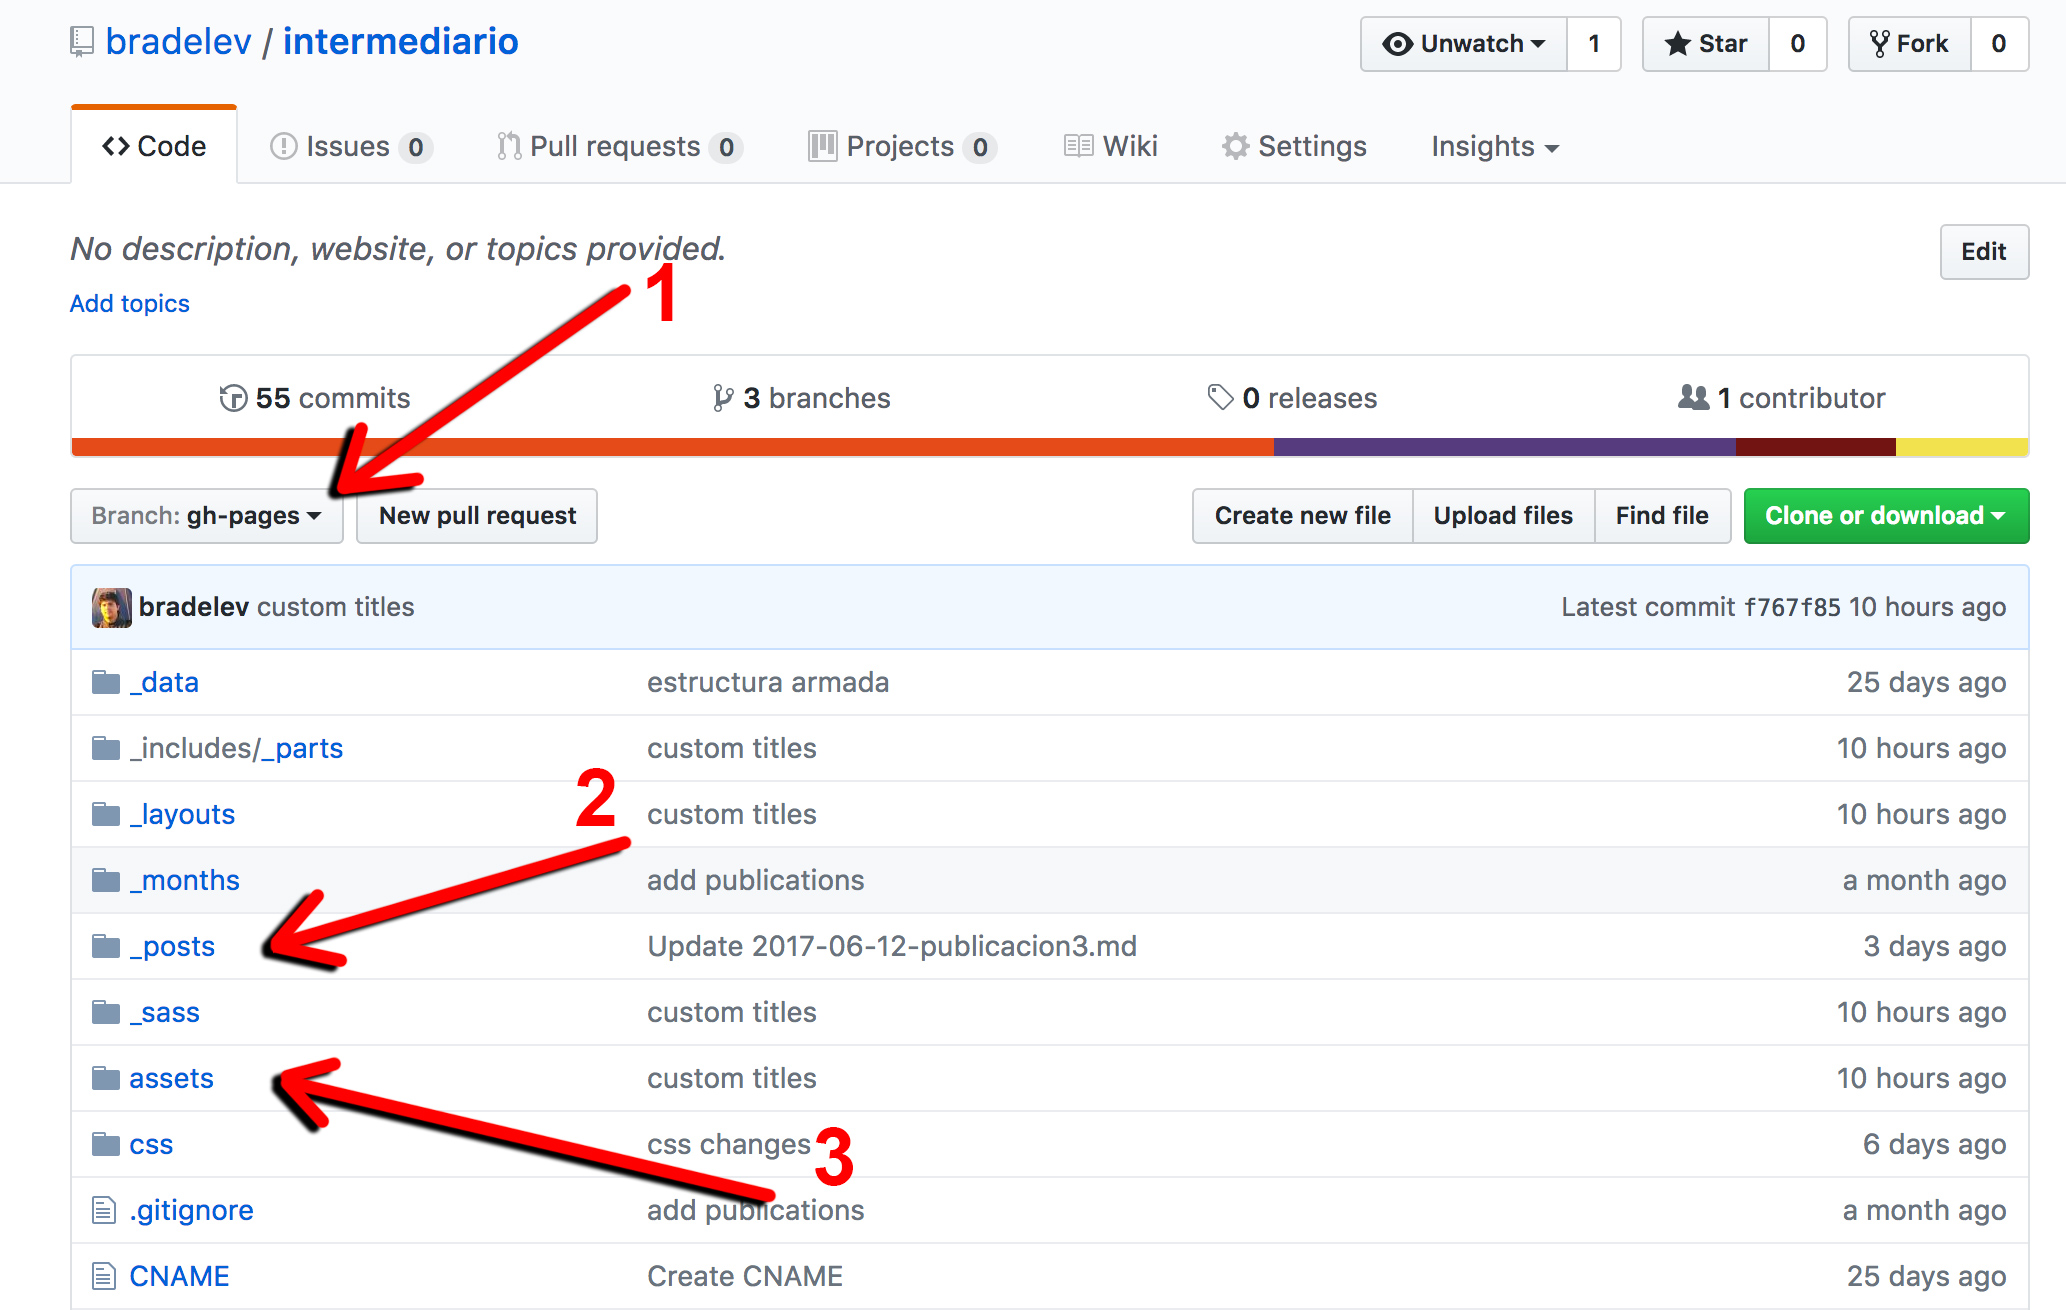 bradelev / intermediario
Unwatch 1 Star 0 Fork 0
Code Issues 0 Pull requests 0 Projects 0 Wiki Settings Insights
No description, website, or topics provided.
Edit
1
Add topics
55 commits 3 branches 0 releases 1 contributor
Branch: gh-pages New pull request Create new file Upload files Find file Clone or download
bradelev custom titles Latest commit f767f85 10 hours ago
_data estructura armada 25 days ago
_includes/_parts custom titles 10 hours ago
2
_layouts custom titles 10 hours ago
_months add publications a month ago
_posts Update 2017-06-12-publicacion3.md 3 days ago
_sass custom titles 10 hours ago
assets custom titles 10 hours ago
css css changes 6 days ago
3
.gitignore add publications a month ago
CNAME Create CNAME 25 days ago